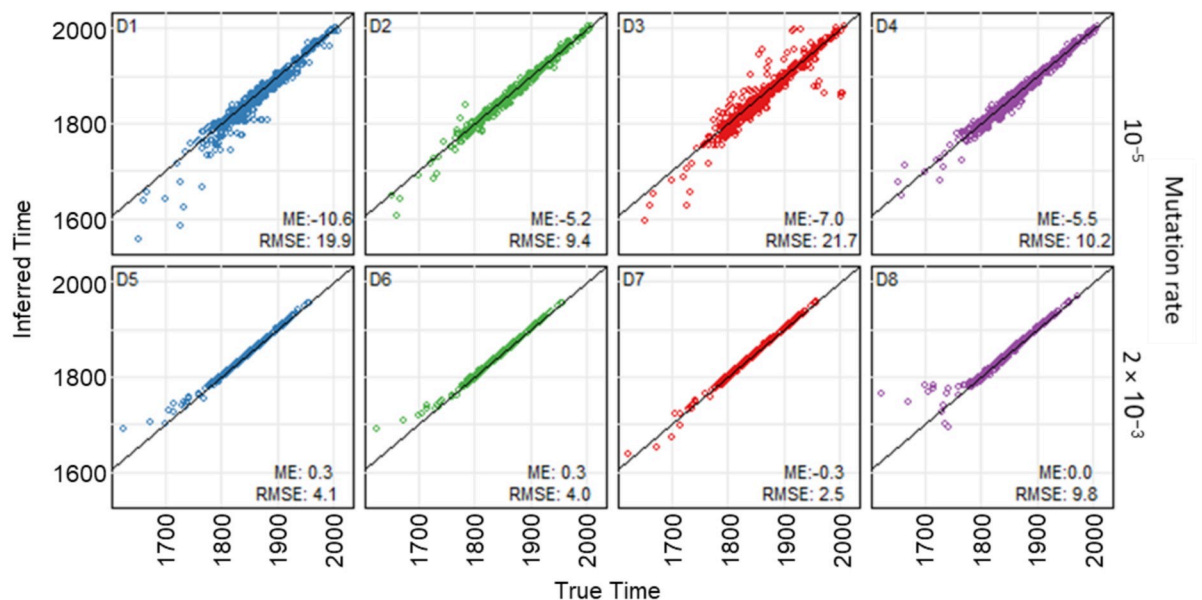 D1
D2
D3
D4
2000
1800
1600
ME:-10.6
RMSE: 19.9
ME:-5.2
RMSE: 9.4
ME:-7.0
RMSE: 21.7
ME:-5.5
RMSE: 10.2
10⁻⁵
D5
D6
D7
D8
2000
1800
1600
ME: 0.3
RMSE: 4.1
ME: 0.3
RMSE: 4.0
ME:-0.3
RMSE: 2.5
ME:0.0
RMSE: 9.8
2 × 10⁻³
Inferred Time
Mutation rate
1700
1800
1900
2000
1700
1800
1900
2000
1700
1800
1900
2000
1700
1800
1900
2000
True Time